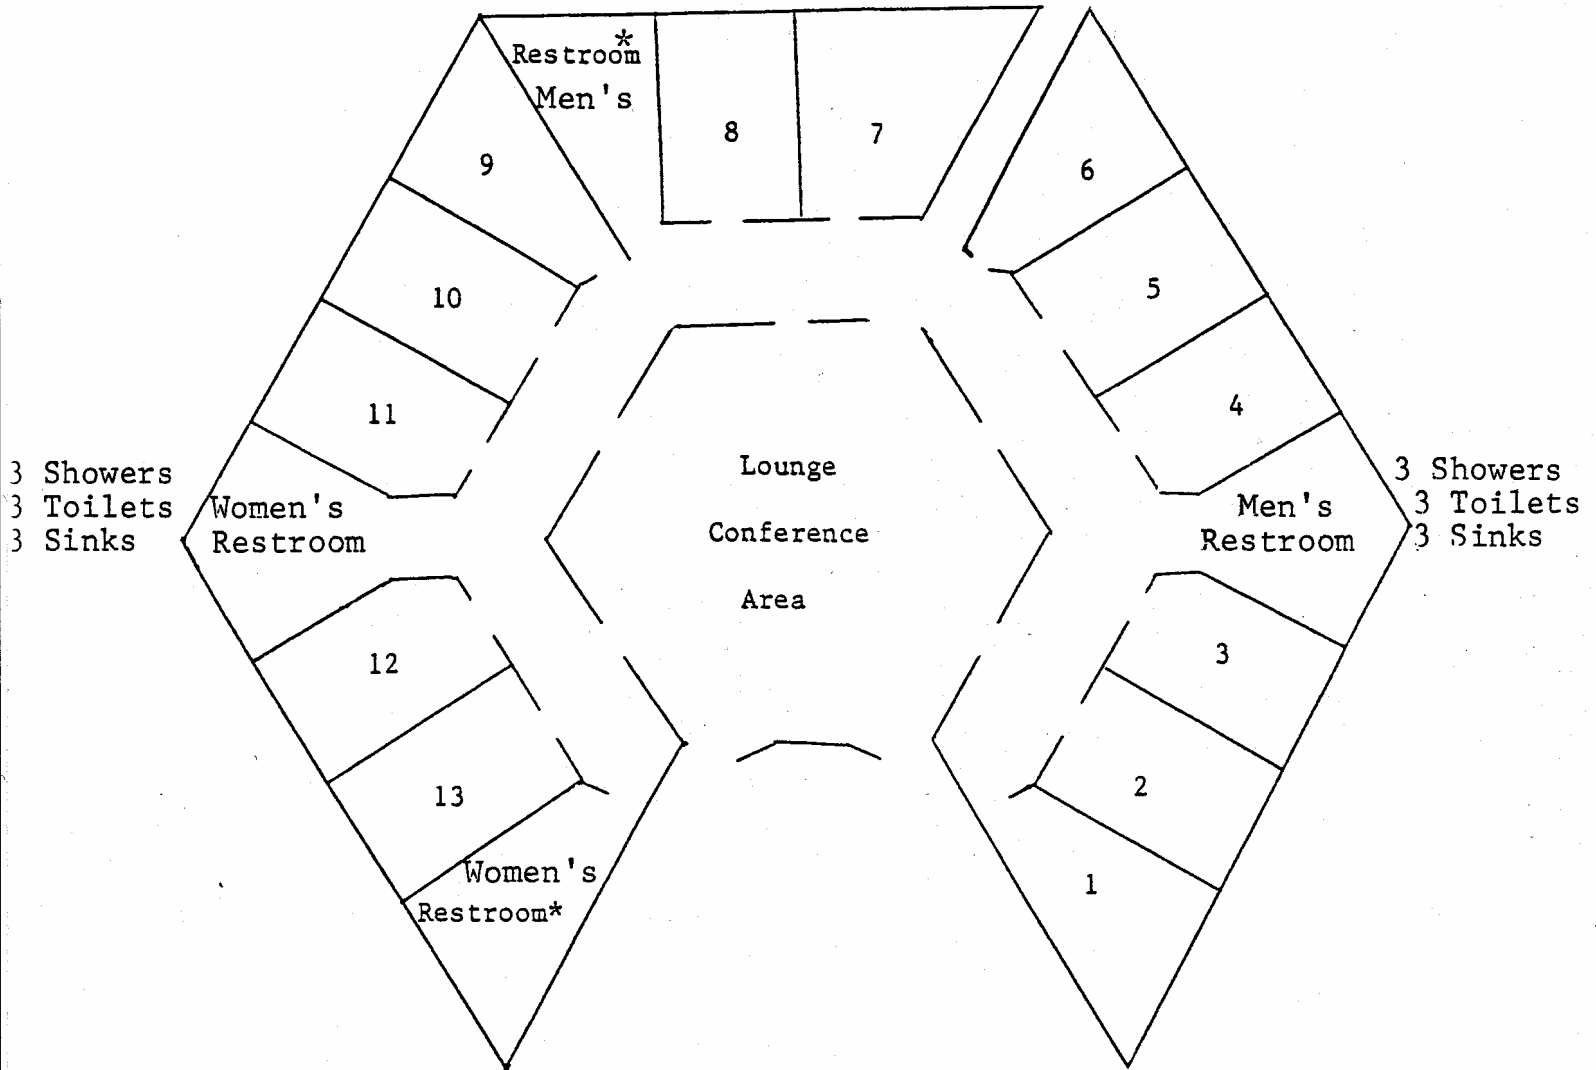 *
Restroom
Men's
8
7
9
6
10
5
11
4
3 Showers
3 Toilets
3 Sinks
Women's
Restroom
Lounge
Conference
Area
Men's
Restroom
3 Showers
3 Toilets
3 Sinks
12
3
13
2
Women's
Restroom*
1